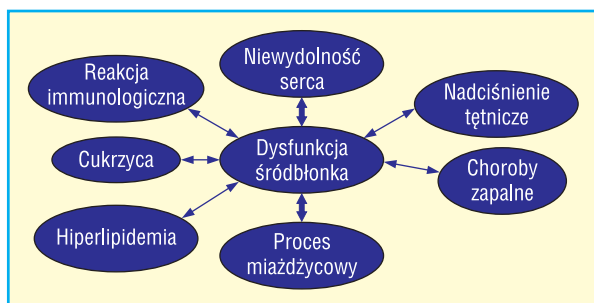 Niewydolność
serca
Reakcja
immunologiczna
Nadciśnienie
tętnicze
Cukrzyca
Dysfunkcja
śródbłonka
Choroby
zapalne
Hiperlipidemia
Proces
miażdżycowy